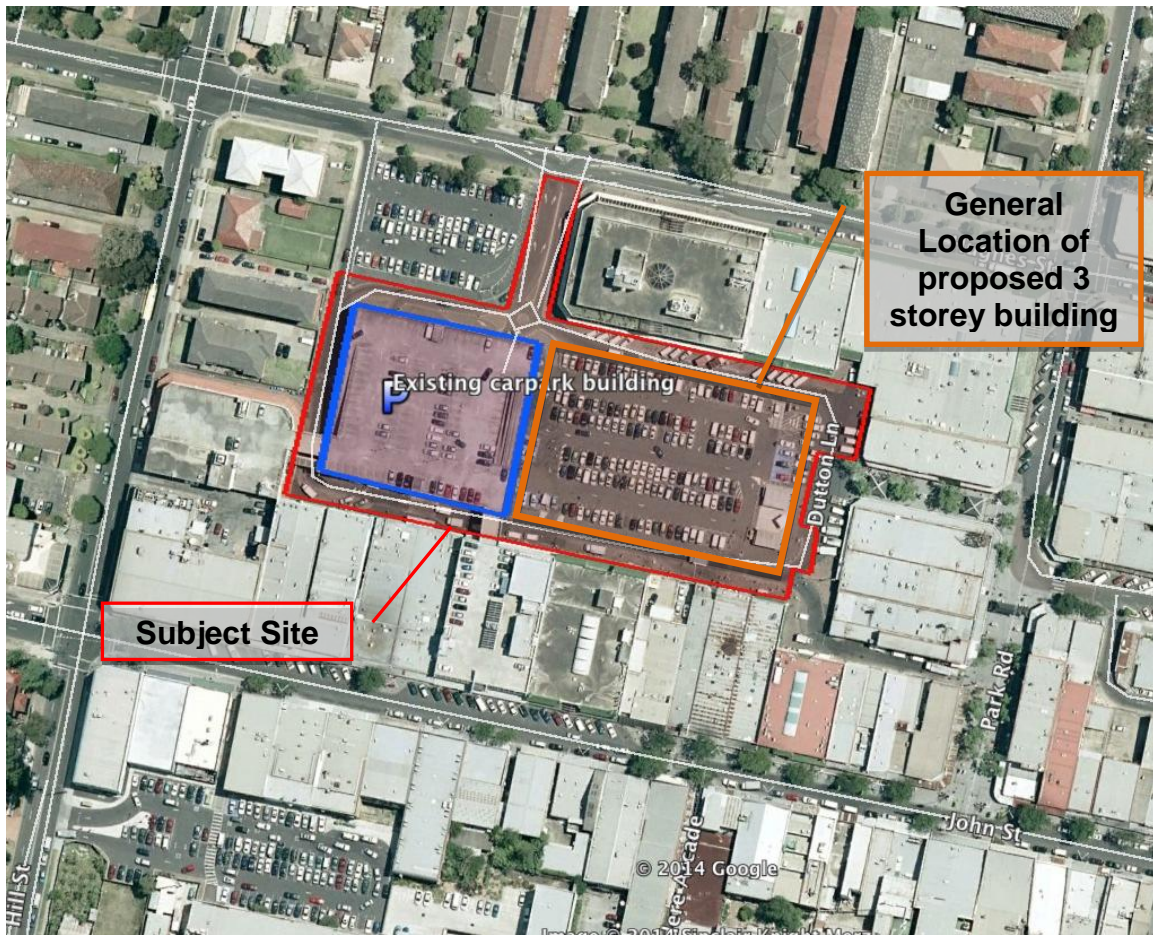 General
Location of
proposed 3
storey building
P
Existing carpark building
Dutton Ln
Subject Site
Park Rd
John St
Hill St
© 2014 Google